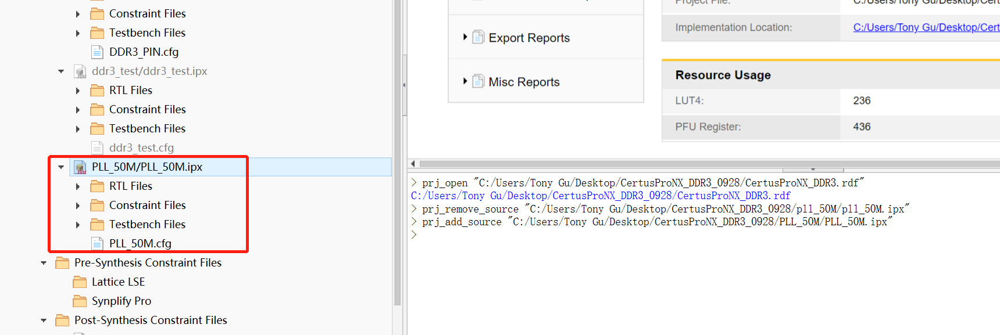 Constraint Files
Testbench Files
DDR3_PIN.cfg
ddr3_test/ddr3_test.ipx
RTL Files
Constraint Files
Testbench Files
ddr3_test.cfg
PLL_50M/PLL_50M.ipx
RTL Files
Constraint Files
Testbench Files
PLL_50M.cfg
Pre-Synthesis Constraint Files
Lattice LSE
Synplify Pro
Post-Synthesis Constraint Files
Export Reports
Misc Reports
Project File: C:/Users/Tony Gu/Desktop/Cert
Implementation Location: C:/Users/Tony Gu/Desktop/Cert
Resource Usage
LUT4: 236
PFU Register: 436
> prj_open "C:/Users/Tony Gu/Desktop/CertusProNX_DDR3_0928/CertusProNX_DDR3.rdf"
C:/Users/Tony Gu/Desktop/CertusProNX_DDR3_0928/CertusProNX_DDR3.rdf
> prj_remove_source "C:/Users/Tony Gu/Desktop/CertusProNX_DDR3_0928/pll_50M/pll_50M.ipx"
> prj_add_source "C:/Users/Tony Gu/Desktop/CertusProNX_DDR3_0928/PLL_50M/PLL_50M.ipx"
>